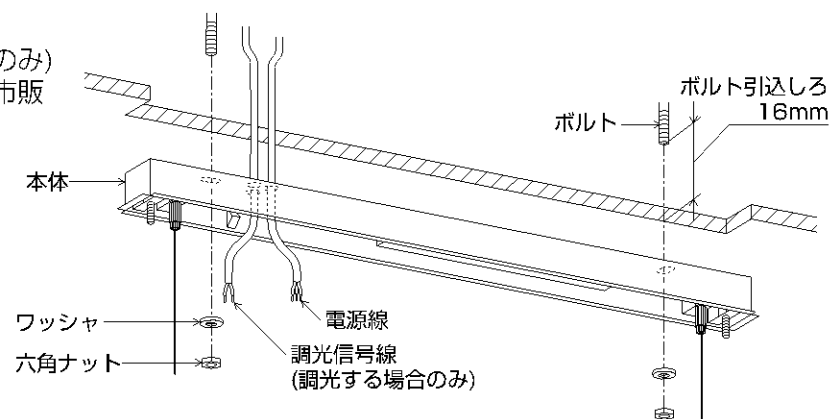 のみ)
市販
ボルト引込しろ
16mm
ボルト
本体
ワッシャ
電源線
六角ナット
調光信号線
(調光する場合のみ)